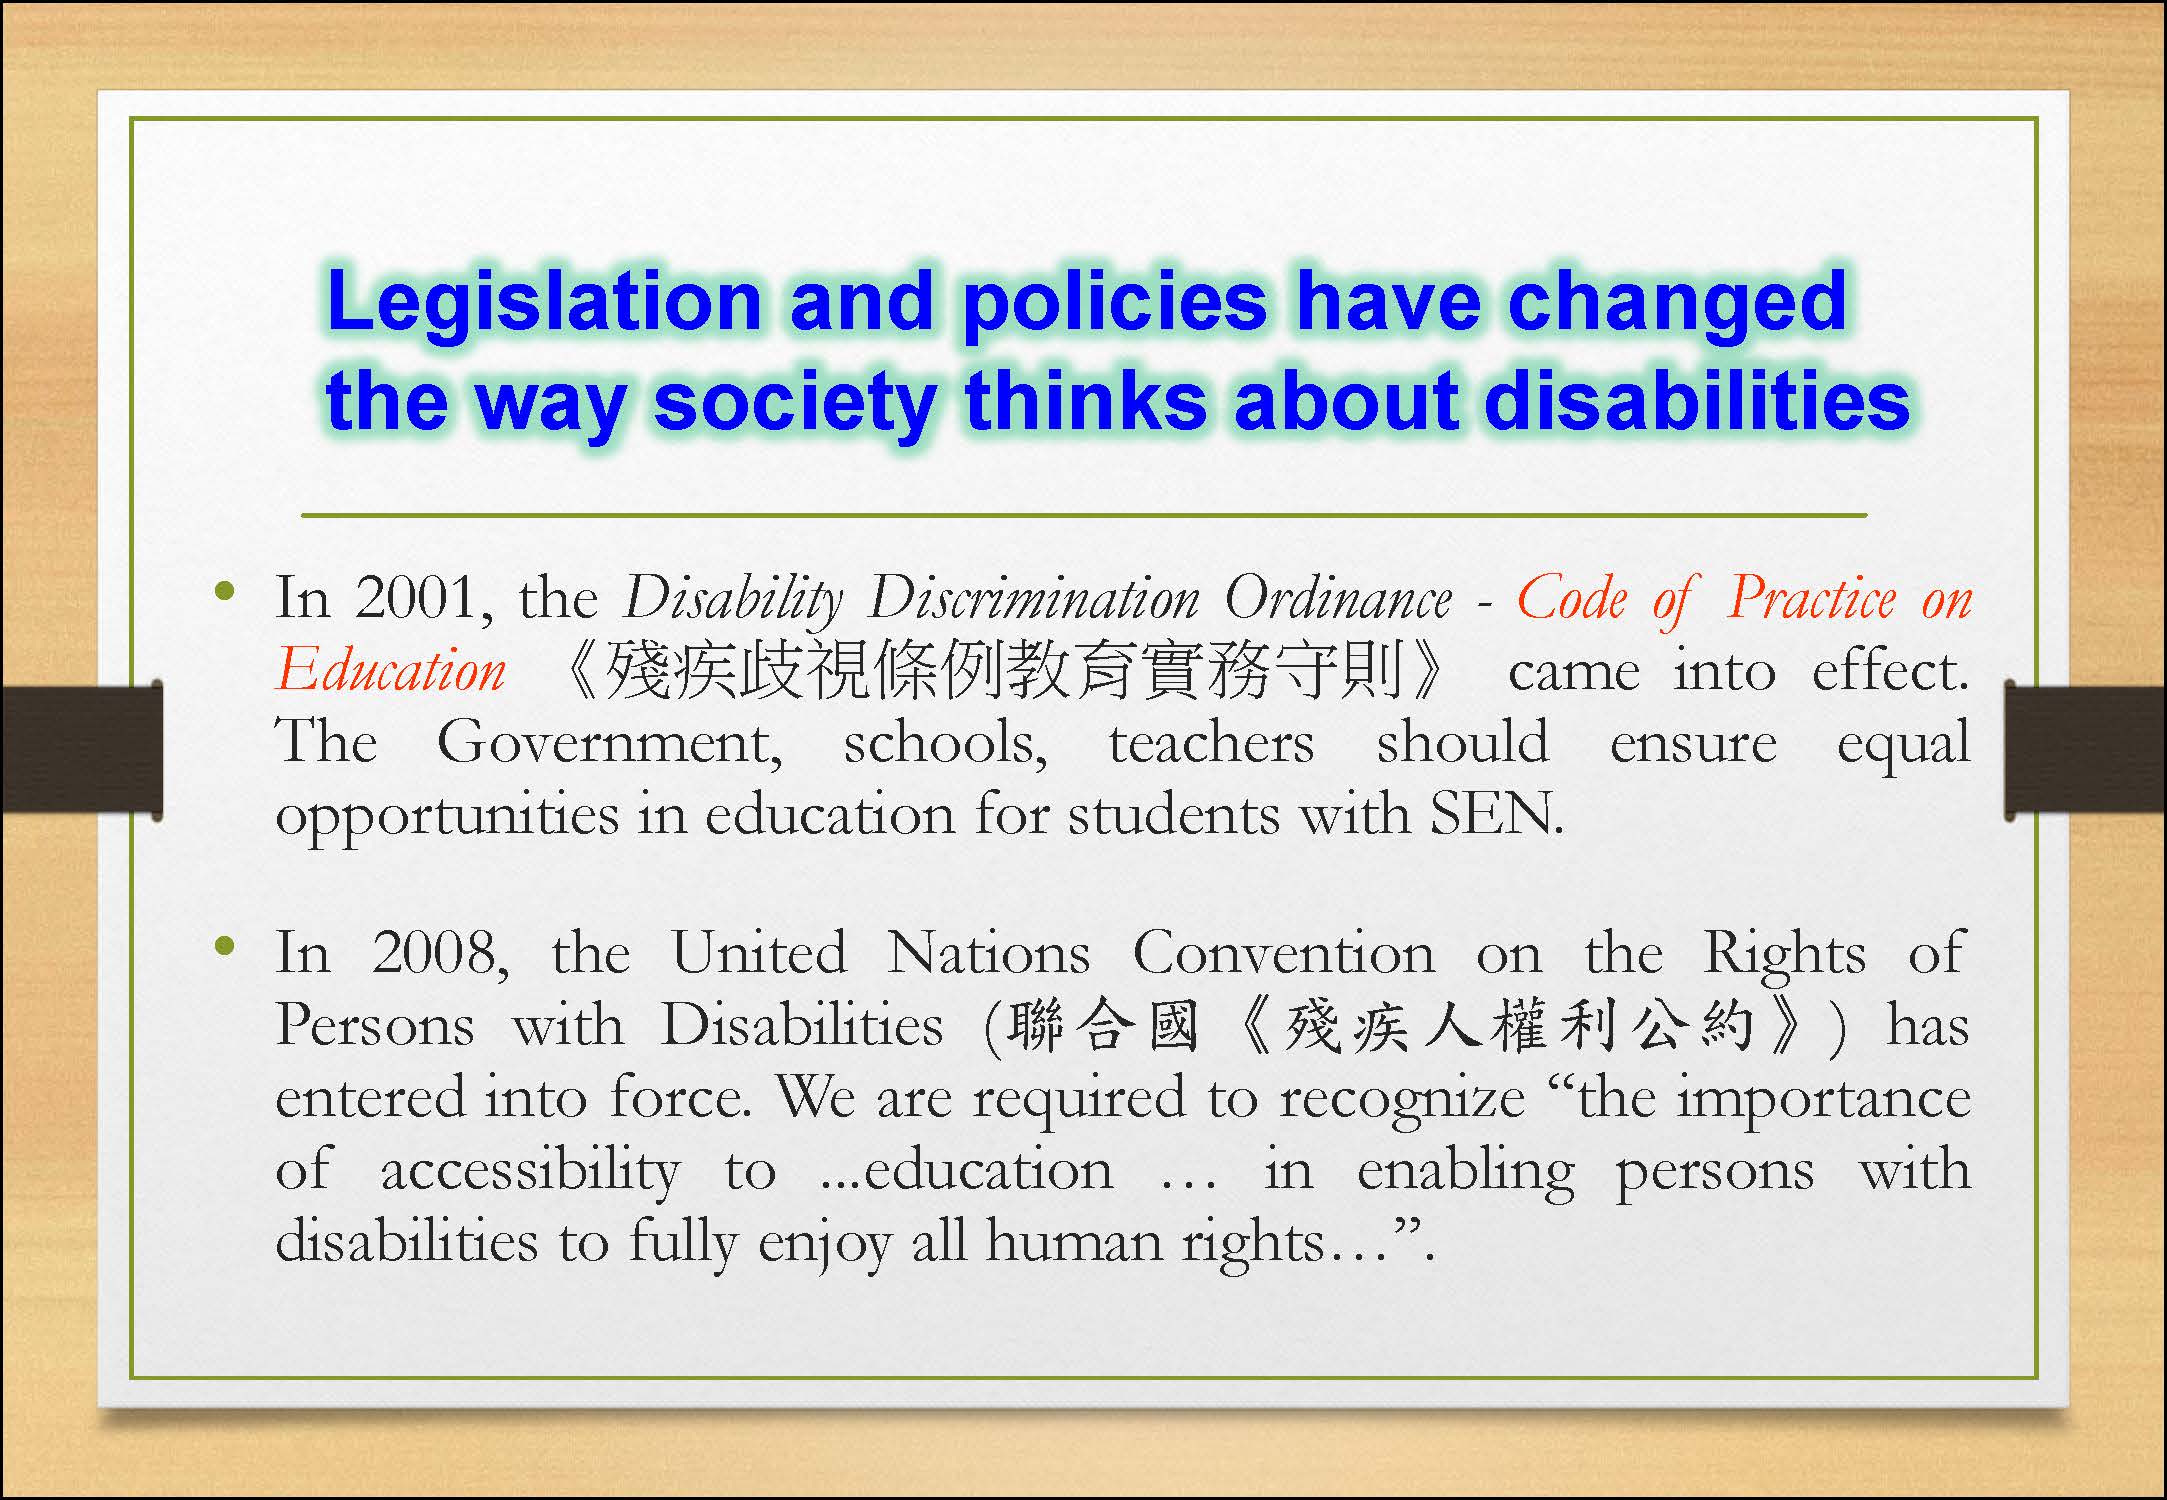 Legislation and policies have changed
the way society thinks about disabilities
• In 2001, the Disability Discrimination Ordinance - Code of Practice on
Education 《殘疾歧視條例教育實務守則》 came into effect.
The Government, schools, teachers should ensure equal
opportunities in education for students with SEN.
• In 2008, the United Nations Convention on the Rights of
Persons with Disabilities (聯合國《殘疾人權利公約》) has
entered into force. We are required to recognize “the importance
of accessibility to ...education … in enabling persons with
disabilities to fully enjoy all human rights…”.